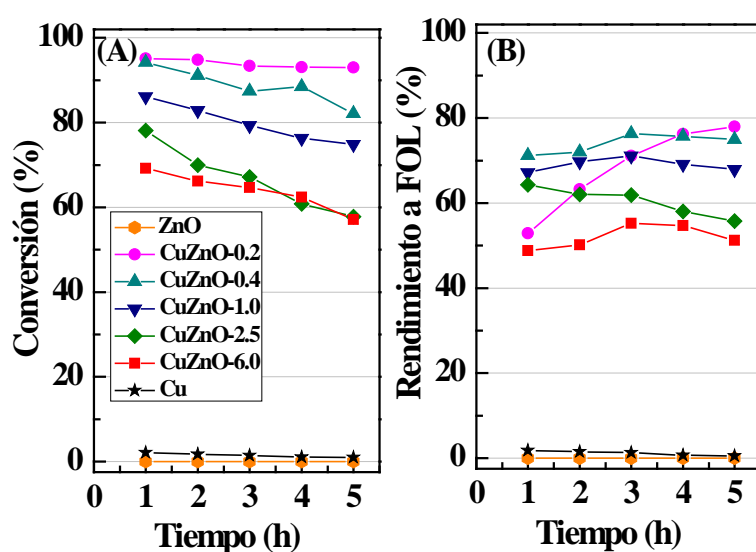 (A)
Conversión (%)
100
80
60
40
20
0
ZnO
CuZnO-0.2
CuZnO-0.4
CuZnO-1.0
CuZnO-2.5
CuZnO-6.0
Cu
0 1 2 3 4 5
Tiempo (h)
(B)
Rendimiento a FOL (%)
100
80
60
40
20
0
0 1 2 3 4 5
Tiempo (h)